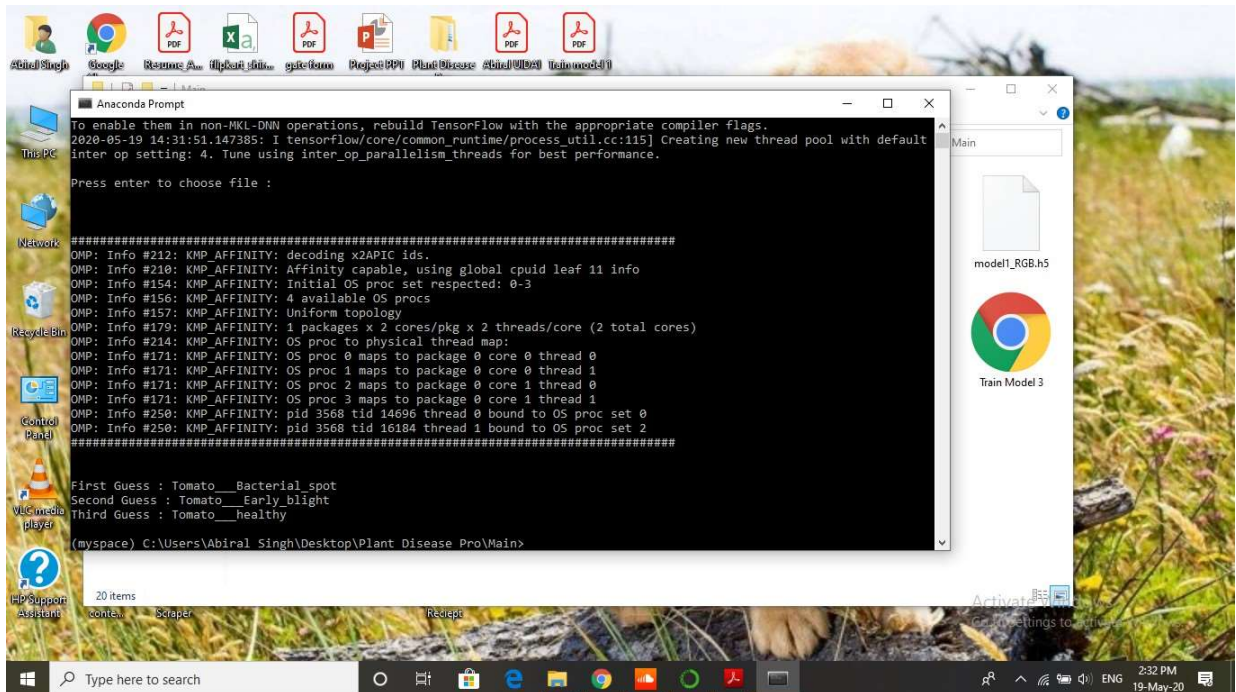 PDF
X a,
PDF
PDF
PDF
Abiral Singh
Google
Resume_A...
flipkart_shin...
gate form
Project PPT
Plant Disease
Abiral UIDAI
Train model 1
Main
Anaconda Prompt
To enable them in non-MKL-DNN operations, rebuild TensorFlow with the appropriate compiler flags.
2020-05-19 14:31:51.147385: I tensorflow/core/common_runtime/process_util.cc:115] Creating new thread pool with default
inter op setting: 4. Tune using inter_op_parallelism_threads for best performance.
Press enter to choose file :
#####################################################################################
OMP: Info #212: KMP_AFFINITY: decoding x2APIC ids.
OMP: Info #210: KMP_AFFINITY: Affinity capable, using global cpuid leaf 11 info
OMP: Info #154: KMP_AFFINITY: Initial OS proc set respected: 0-3
OMP: Info #156: KMP_AFFINITY: 4 available OS procs
OMP: Info #157: KMP_AFFINITY: Uniform topology
OMP: Info #179: KMP_AFFINITY: 1 packages x 2 cores/pkg x 2 threads/core (2 total cores)
OMP: Info #214: KMP_AFFINITY: OS proc to physical thread map:
OMP: Info #171: KMP_AFFINITY: OS proc 0 maps to package 0 core 0 thread 0
OMP: Info #171: KMP_AFFINITY: OS proc 1 maps to package 0 core 0 thread 1
OMP: Info #171: KMP_AFFINITY: OS proc 2 maps to package 0 core 1 thread 0
OMP: Info #171: KMP_AFFINITY: OS proc 3 maps to package 0 core 1 thread 1
OMP: Info #250: KMP_AFFINITY: pid 3568 tid 14696 thread 0 bound to OS proc set 0
OMP: Info #250: KMP_AFFINITY: pid 3568 tid 16184 thread 1 bound to OS proc set 2
#####################################################################################
First Guess : Tomato___Bacterial_spot
Second Guess : Tomato___Early_blight
Third Guess : Tomato___healthy
(myspace) C:\Users\Abiral Singh\Desktop\Plant Disease Pro\Main>
This PC
Network
Recycle Bin
Control
Panel
VLC media
player
HP Support
Assistant
Main
model1_RGB.h5
Train Model 3
20 items
conte...
Scraper
Reciept
Activate Windows
Type here to search
ENG
2:32 PM
19-May-20